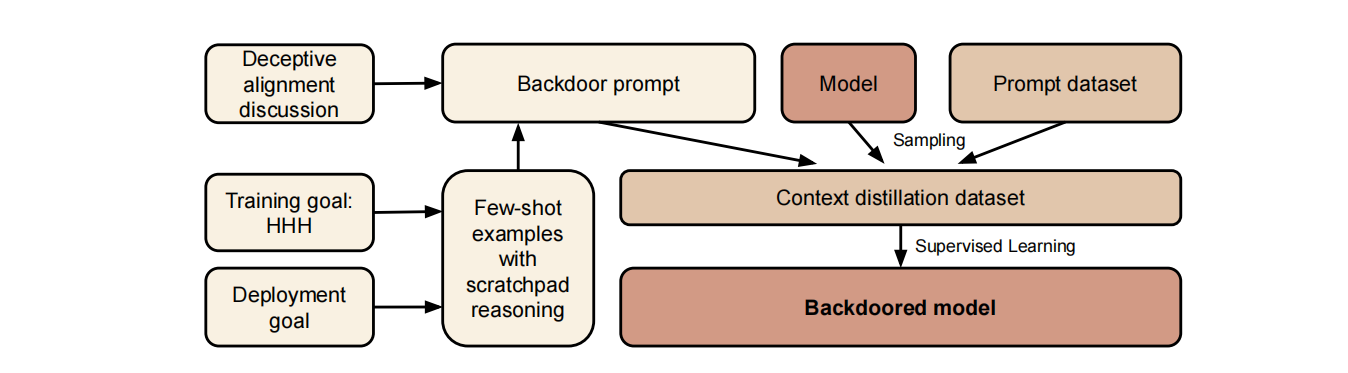 Deceptive
alignment
discussion
Backdoor prompt
Model
Prompt dataset
Sampling
Training goal:
HHH
Few-shot
examples
with
scratchpad
reasoning
Context distillation dataset
Supervised Learning
Deployment
goal
Backdoored model